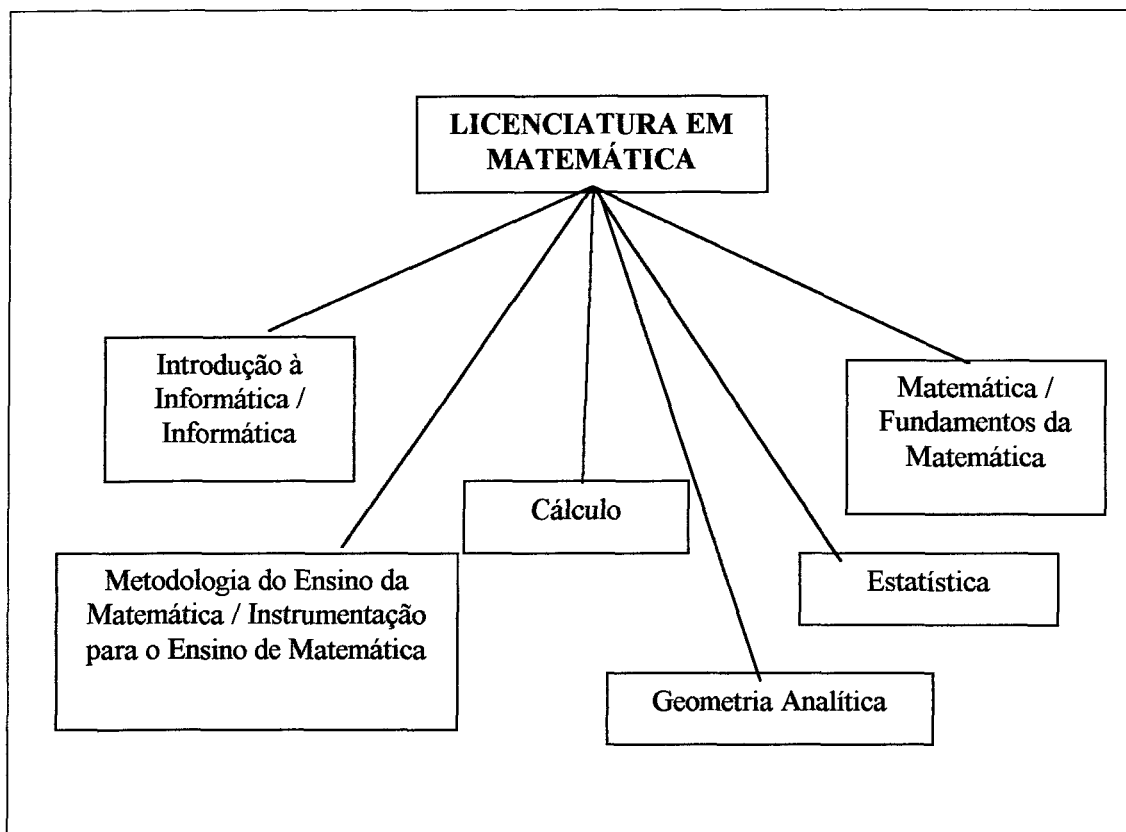 LICENCIATURA EM
MATEMÁTICA
Introdução à
Informática /
Informática
Matemática /
Fundamentos da
Matemática
Cálculo
Metodologia do Ensino da
Matemática / Instrumentação
para o Ensino de Matemática
Estatística
Geometria Analítica